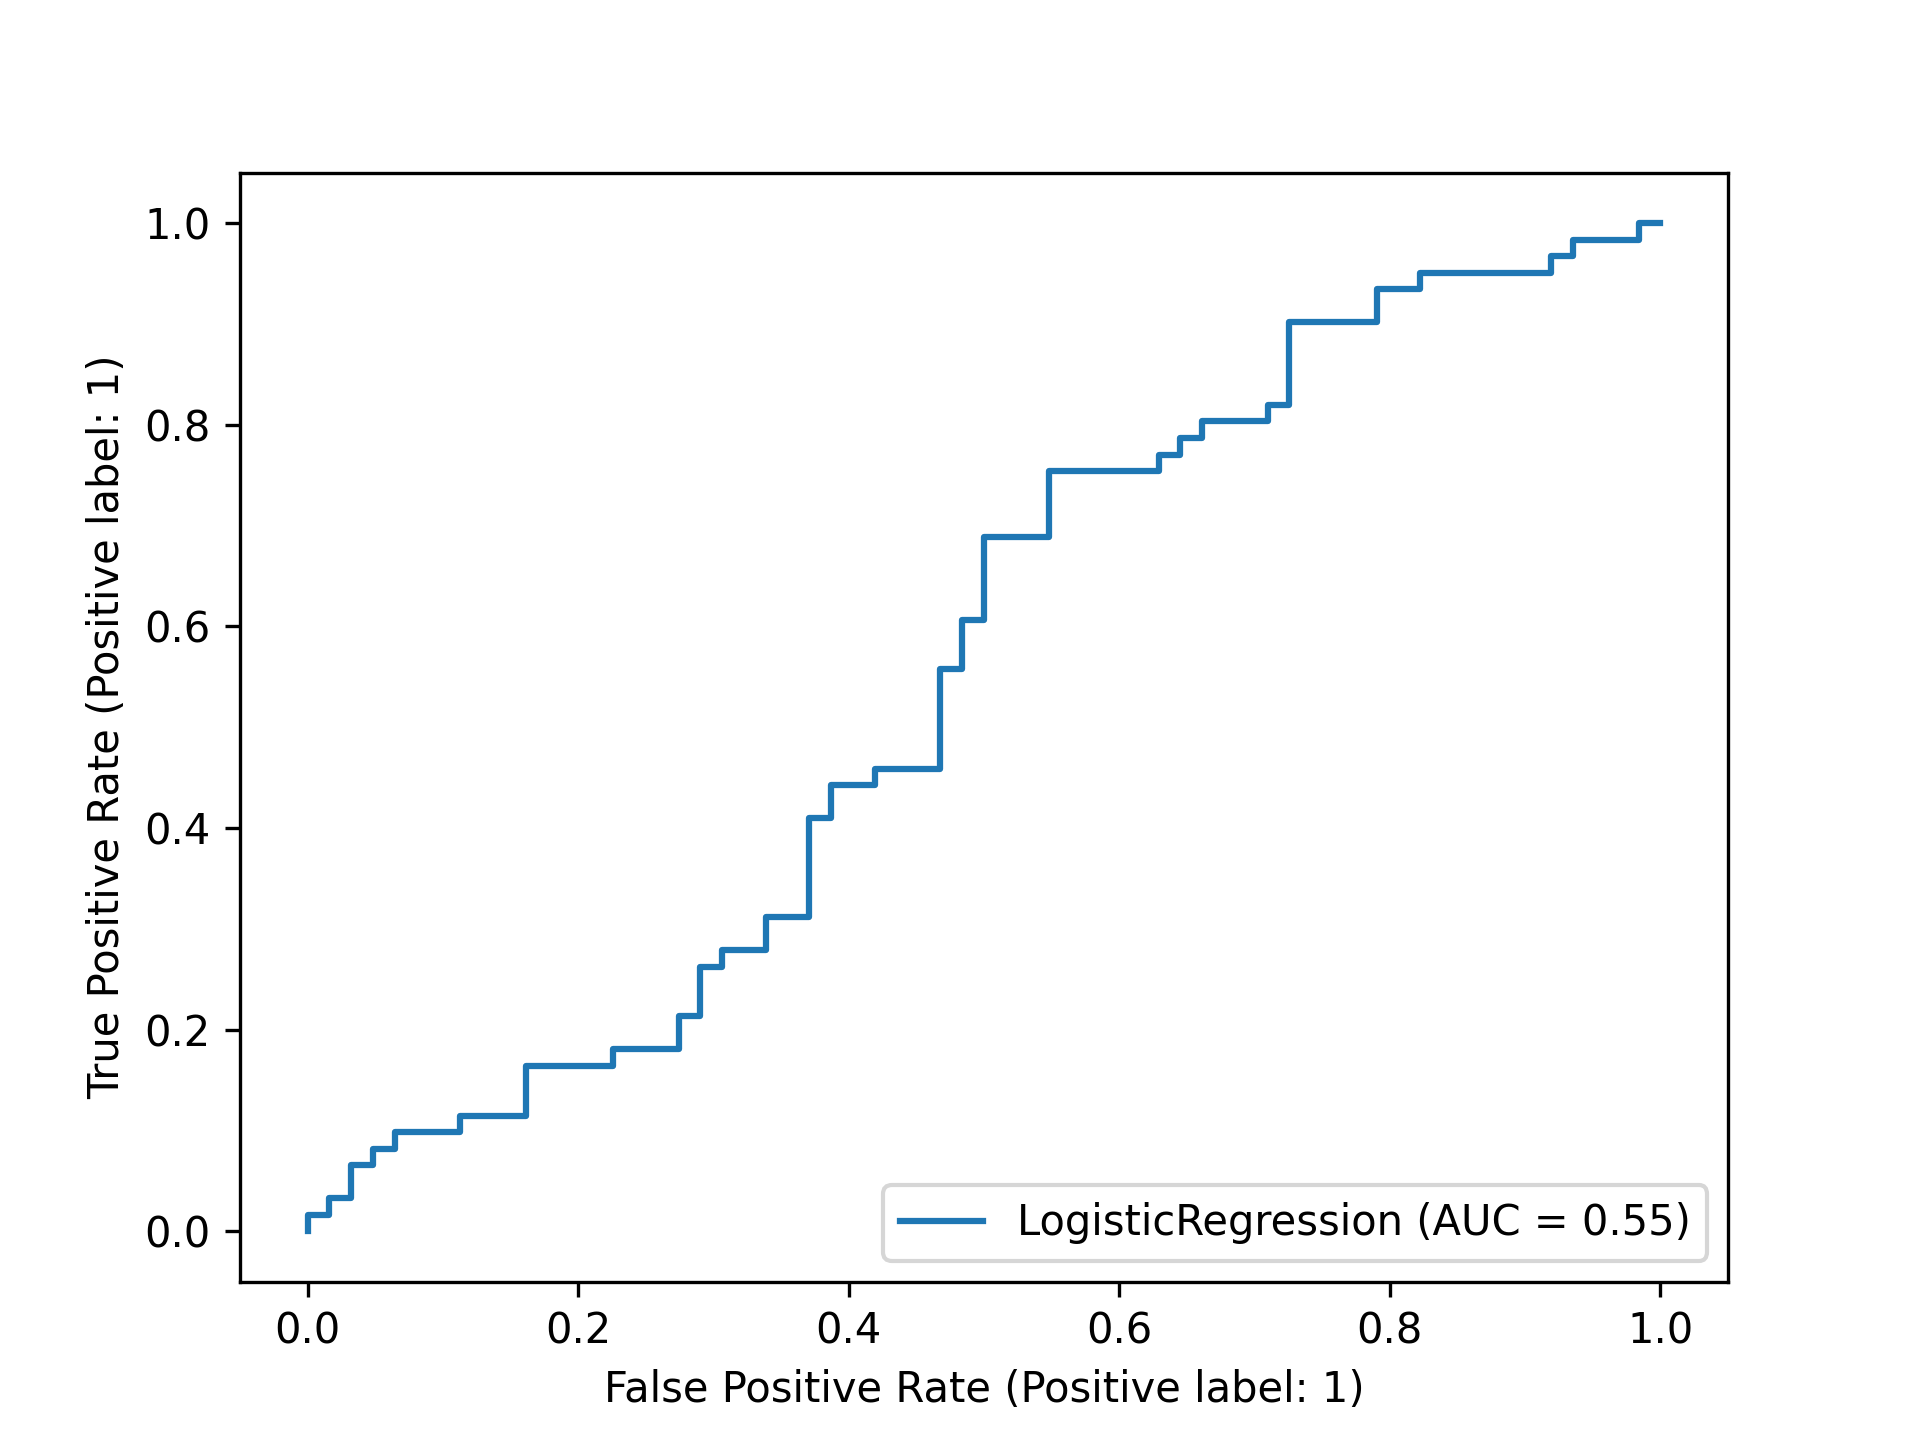 1.0
0.8
0.6
0.4
0.2
0.0
True Positive Rate (Positive label: 1)
LogisticRegression (AUC = 0.55)
0.0 0.2 0.4 0.6 0.8 1.0
False Positive Rate (Positive label: 1)